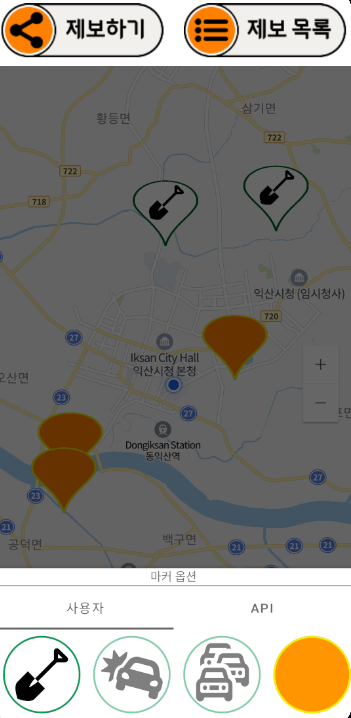 제보하기
제보 목록
황등면
삼기면
722
722
718
익산시청 (임시청사)
720
27
Iksan City Hall
익산시청 본청
+
오산면
−
23
27
Dongiksan Station
동익산역
27
23
21
공덕면
백구면
21
21
21
마커 옵션
사용자
API